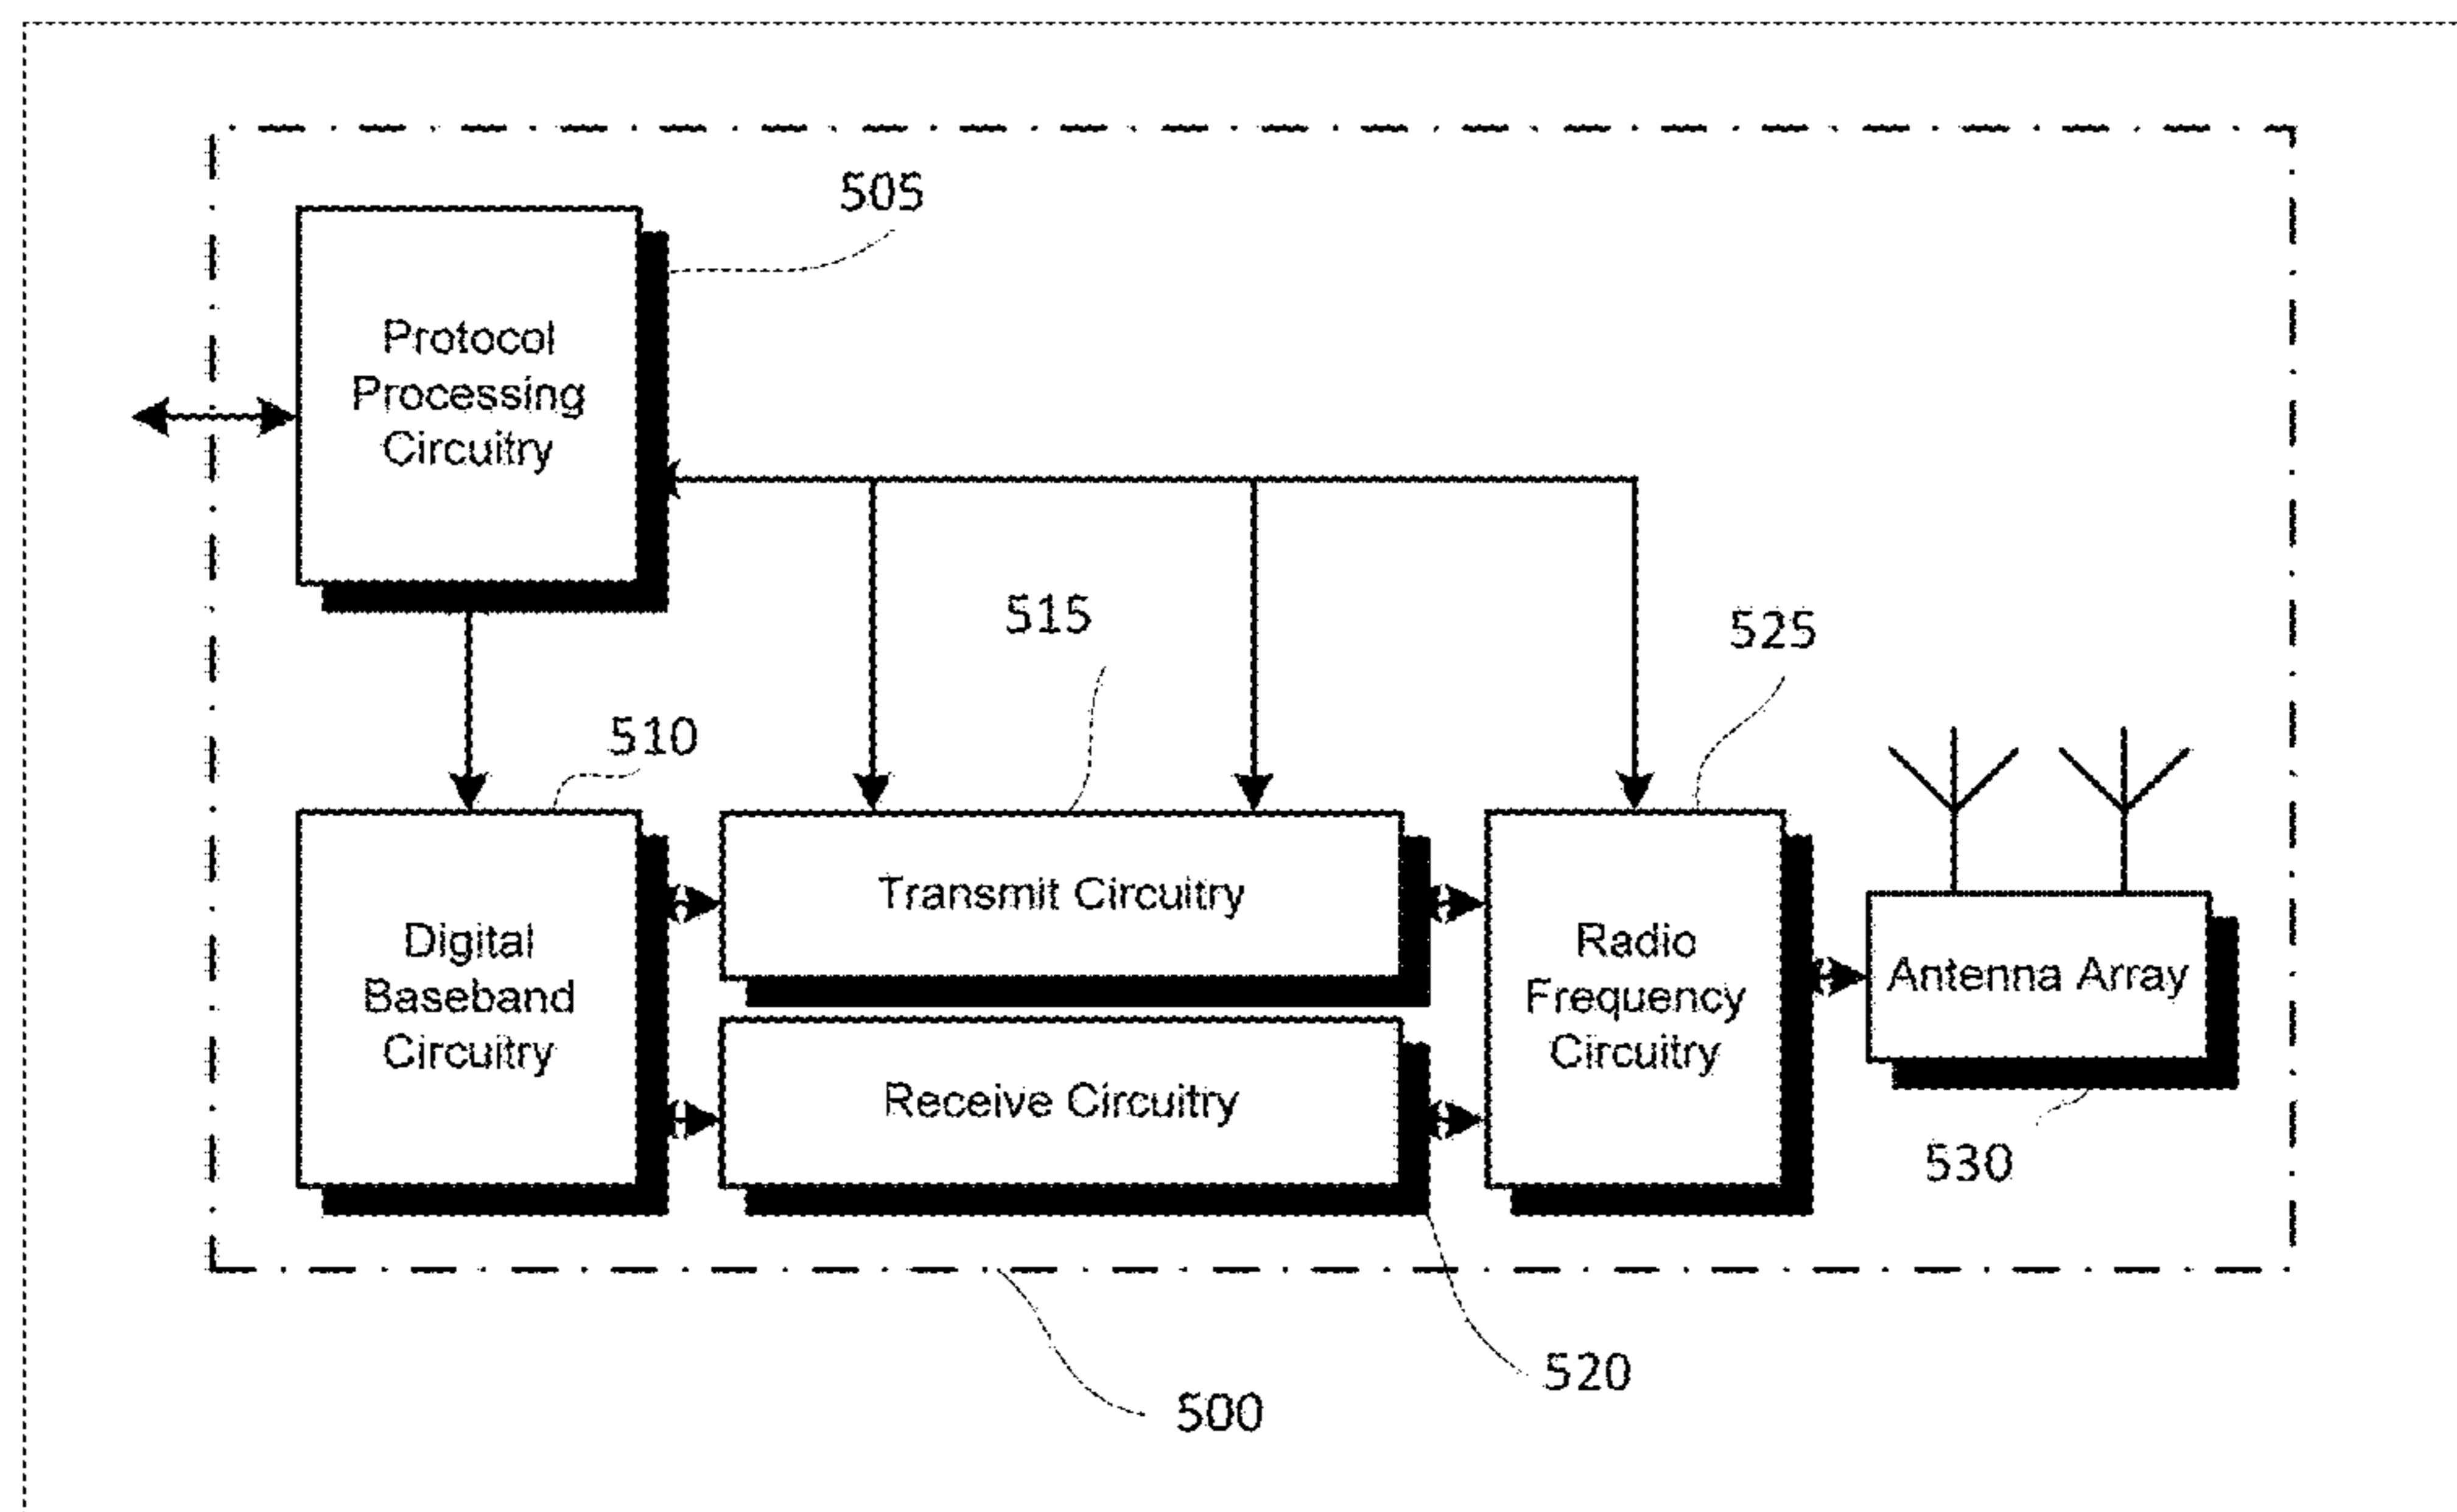 505
Protocol
Processing
Circuitry
515
525
510
Transmit Circuitry
Digital
Baseband
Circuitry
Radio
Frequency
Circuitry
Antenna Array
Receive Circuitry
530
520
500